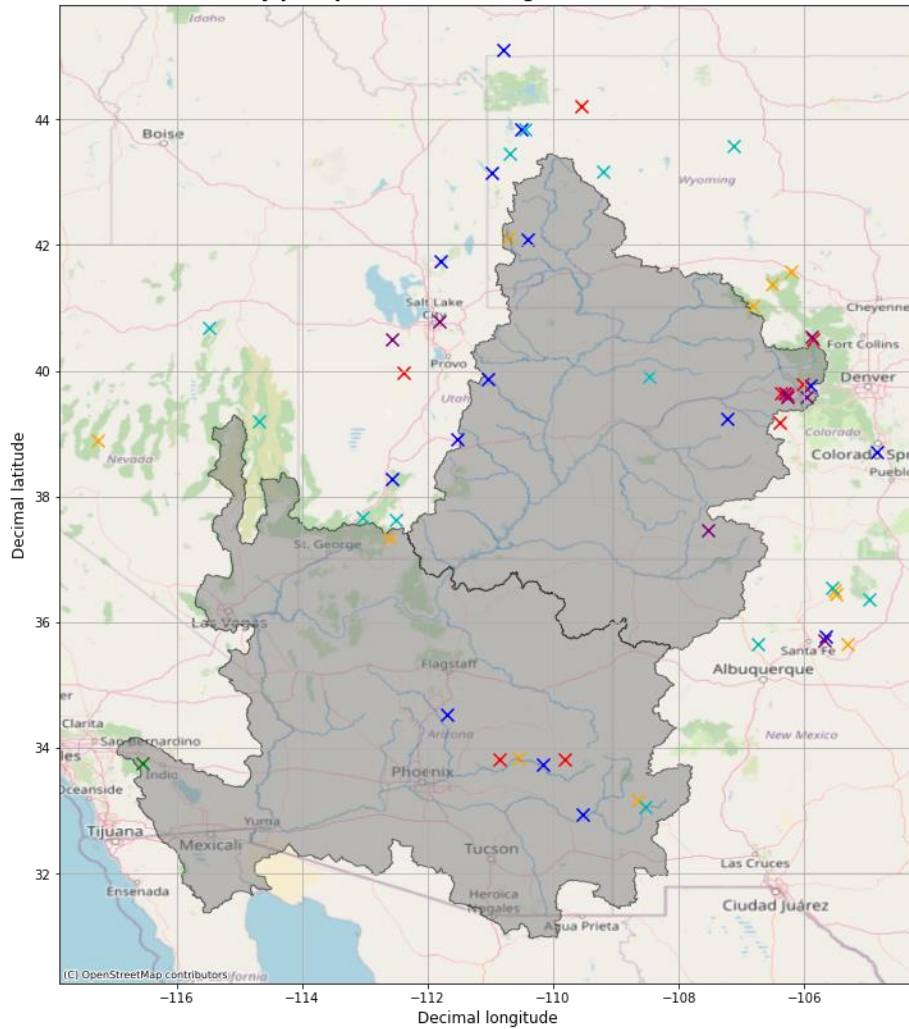 Idaho
44
Boise
Wyoming
42
Salt Lake
City
Cheyenne
Fort Collins
Provo
40
Utah
Denver
Nevada
Colorado
Colorado Spr
Pueblo
38
St. George
Decimal latitude
36
Las Vegas
Santa Fe
Albuquerque
Flagstaff
er
Clarita
Arizona
New Mexico
34
San Bernardino
les
Indio
Phoenix
Oceanside
Yuma
Tijuana
Mexicali
Tucson
Las Cruces
32
Ensenada
Heroica
Nogales
Ciudad Juárez
Agua Prieta
(C) OpenStreetMap contributors
California
−116
−114
−112
−110
−108
−106
Decimal longitude